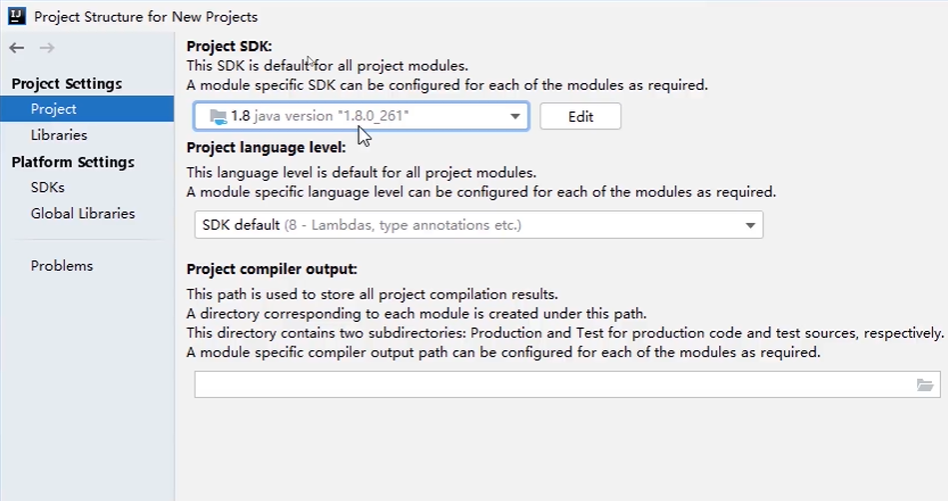 IJ Project Structure for New Projects
Project Settings
Project
Libraries
Platform Settings
SDKs
Global Libraries
Problems
Project SDK:
This SDK is default for all project modules.
A module specific SDK can be configured for each of the modules as required.
1.8 java version "1.8.0_261"
Edit
Project language level:
This language level is default for all project modules.
A module specific language level can be configured for each of the modules as required.
SDK default (8 - Lambdas, type annotations etc.)
Project compiler output:
This path is used to store all project compilation results.
A directory corresponding to each module is created under this path.
This directory contains two subdirectories: Production and Test for production code and test sources, respectively.
A module specific compiler output path can be configured for each of the modules as required.